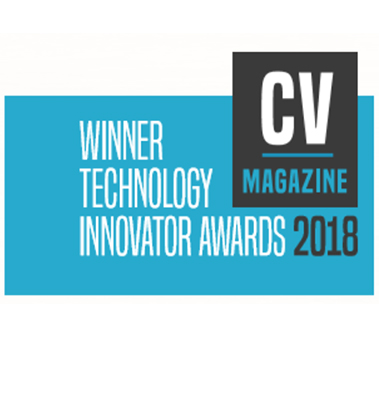 CV
MAGAZINE
WINNER
TECHNOLOGY
INNOVATOR AWARDS 2018